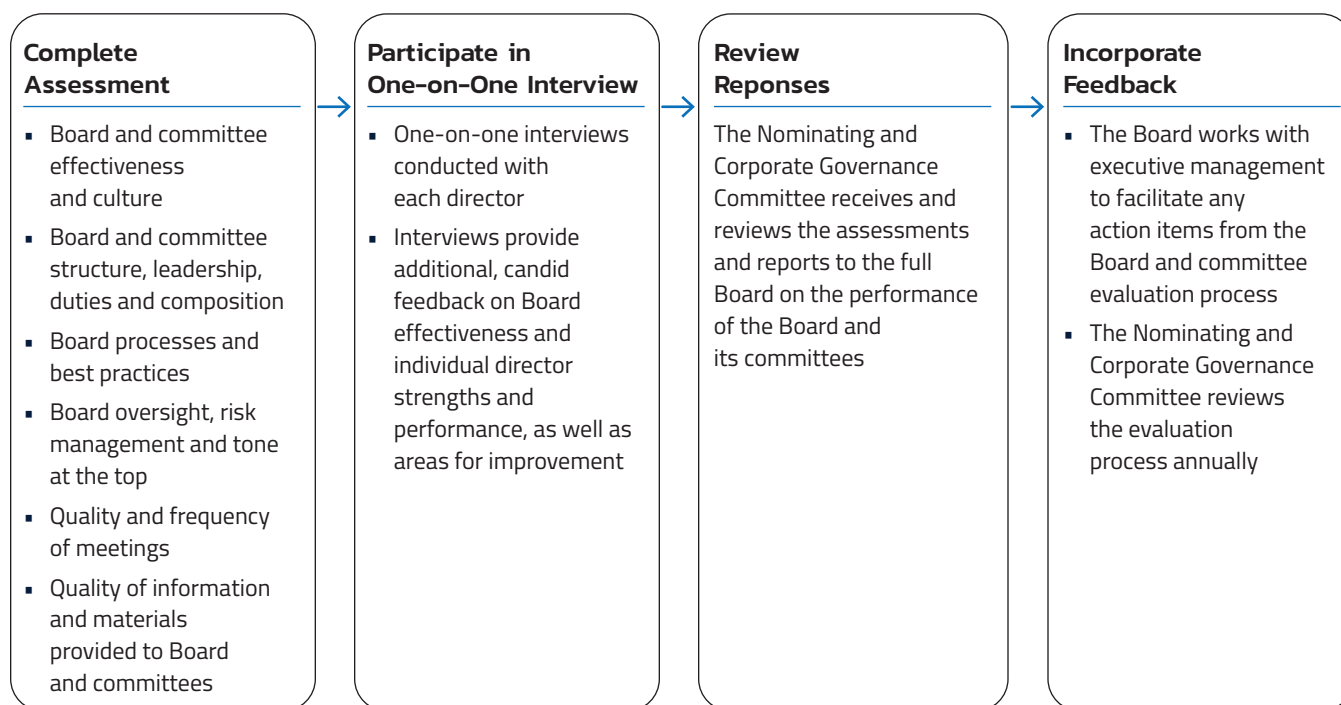 Complete
Assessment
▪ Board and committee
effectiveness
and culture
▪ Board and committee
structure, leadership,
duties and composition
▪ Board processes and
best practices
▪ Board oversight, risk
management and tone
at the top
▪ Quality and frequency
of meetings
▪ Quality of information
and materials
provided to Board
and committees
Participate in
One-on-One Interview
▪ One-on-one interviews
conducted with
each director
▪ Interviews provide
additional, candid
feedback on Board
effectiveness and
individual director
strengths and
performance, as well as
areas for improvement
Review
Reponses
The Nominating and
Corporate Governance
Committee receives and
reviews the assessments
and reports to the full
Board on the performance
of the Board and
its committees
Incorporate
Feedback
▪ The Board works with
executive management
to facilitate any
action items from the
Board and committee
evaluation process
▪ The Nominating and
Corporate Governance
Committee reviews
the evaluation
process annually